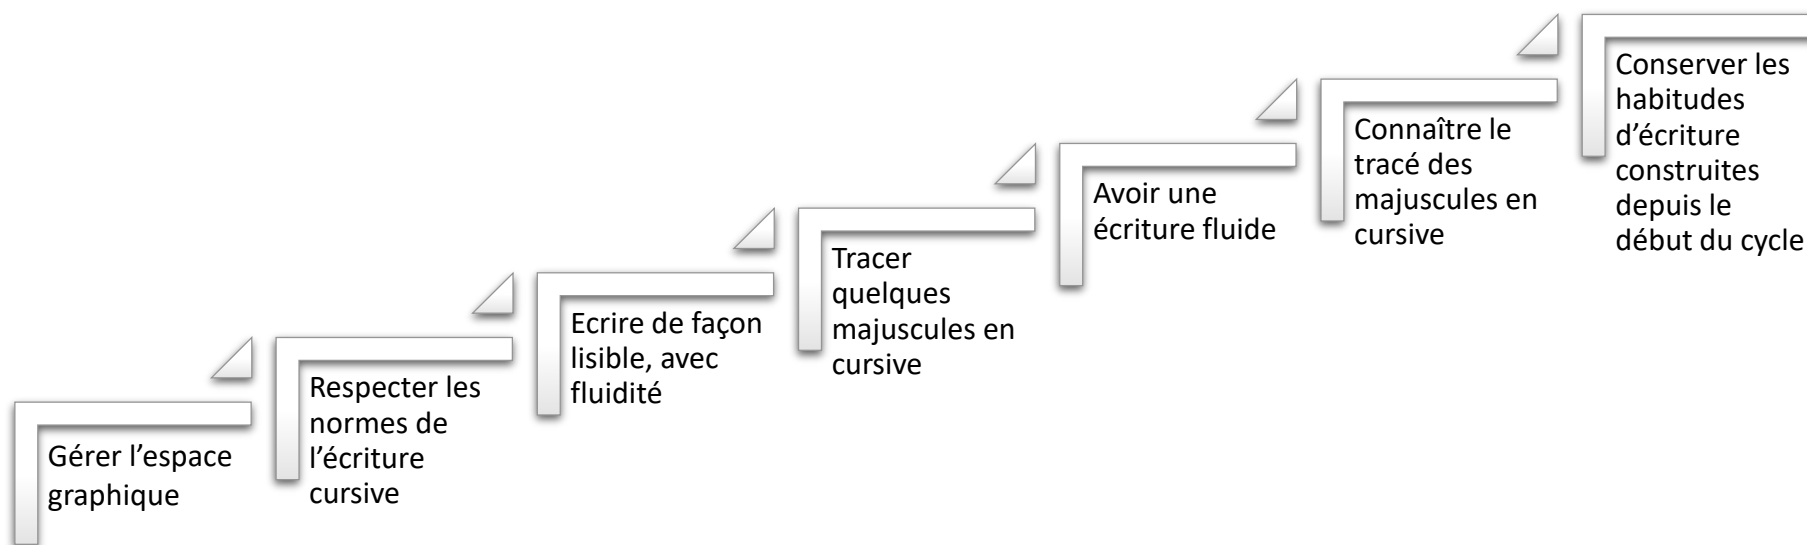 Gérer l’espace
graphique
Respecter les
normes de
l’écriture
cursive
Ecrire de façon
lisible, avec
fluidité
Tracer
quelques
majuscules en
cursive
Avoir une
écriture fluide
Connaître le
tracé des
majuscules en
cursive
Conserver les
habitudes
d’écriture
construites
depuis le
début du cycle